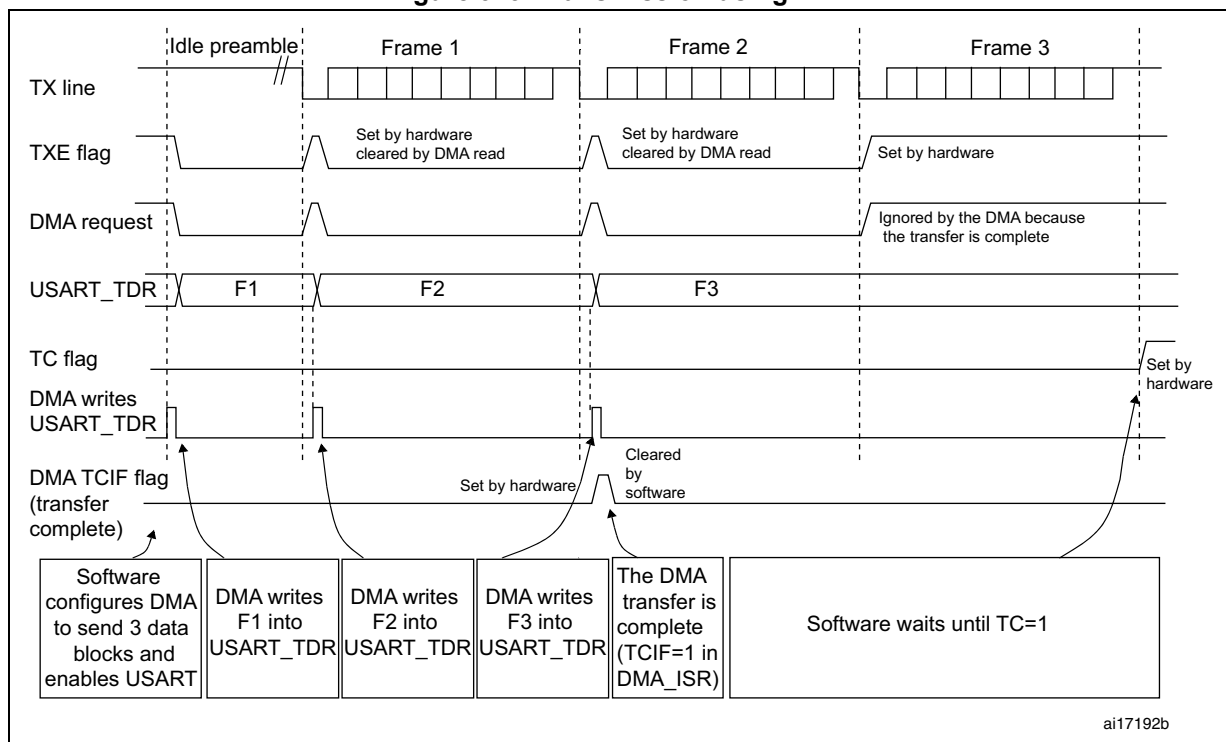 Idle preamble
Frame 1
Frame 2
Frame 3
TX line
TXE flag
Set by hardware
cleared by DMA read
Set by hardware
cleared by DMA read
Set by hardware
DMA request
Ignored by the DMA because
the transfer is complete
USART_TDR
F1
F2
F3
TC flag
Set by
hardware
DMA writes
USART_TDR
DMA TCIF flag
(transfer
complete)
Set by hardware
Cleared
by
software
Software
configures DMA
to send 3 data
blocks and
enables USART
DMA writes
F1 into
USART_TDR
DMA writes
F2 into
USART_TDR
DMA writes
F3 into
USART_TDR
The DMA
transfer is
complete
(TCIF=1 in
DMA_ISR)
Software waits until TC=1
ai17192b